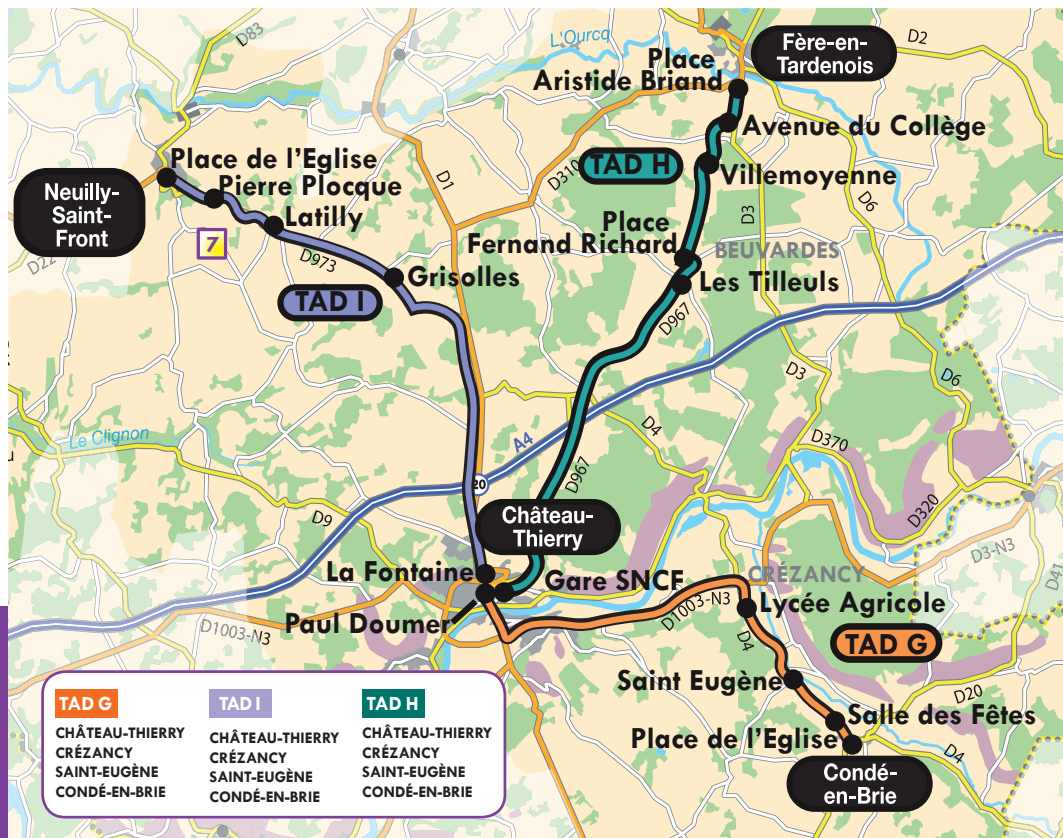 D83
L'Ourcq
Place
Aristide Briand
Fère-en-
Tardenois
D2
Avenue du Collège
Place de l'Eglise
Pierre Plocque
Latilly
Neuilly-
Saint-
Front
D1
D310
TAD H
Villemoyenne
D6
D3
Place
Fernand Richard
BEUVARDES
7
D22
D973
Grisolles
Les Tilleuls
TAD I
D967
D3
D6
Le Clignon
D4
A4
D370
D967
20
D9
Château-
Thierry
D320
D3-N3
D41
La Fontaine
Gare SNCF
CRÉZANCY
Paul Doumer
D1003-N3
D1003-N3
Lycée Agricole
D4
TAD G
Saint Eugène
D20
Salle des Fêtes
Place de l'Eglise
D4
Condé-
en-Brie
TAD G
CHÂTEAU-THIERRY
CRÉZANCY
SAINT-EUGÈNE
CONDÉ-EN-BRIE
TAD I
CHÂTEAU-THIERRY
CRÉZANCY
SAINT-EUGÈNE
CONDÉ-EN-BRIE
TAD H
CHÂTEAU-THIERRY
CRÉZANCY
SAINT-EUGÈNE
CONDÉ-EN-BRIE